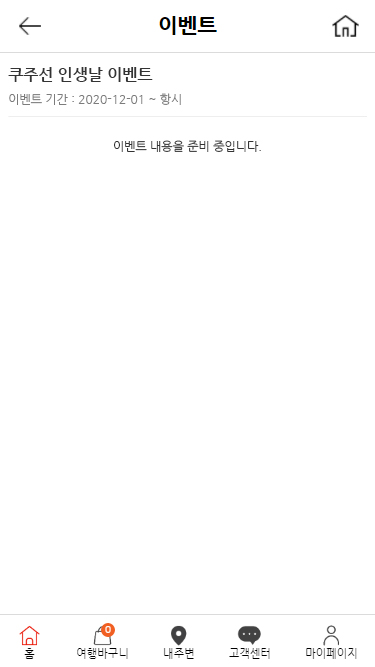 이벤트
쿠주선 인생날 이벤트
이벤트 기간 : 2020-12-01 ~ 항시
이벤트 내용을 준비 중입니다.
0
홈 여행바구니 내주변 고객센터 마이페이지